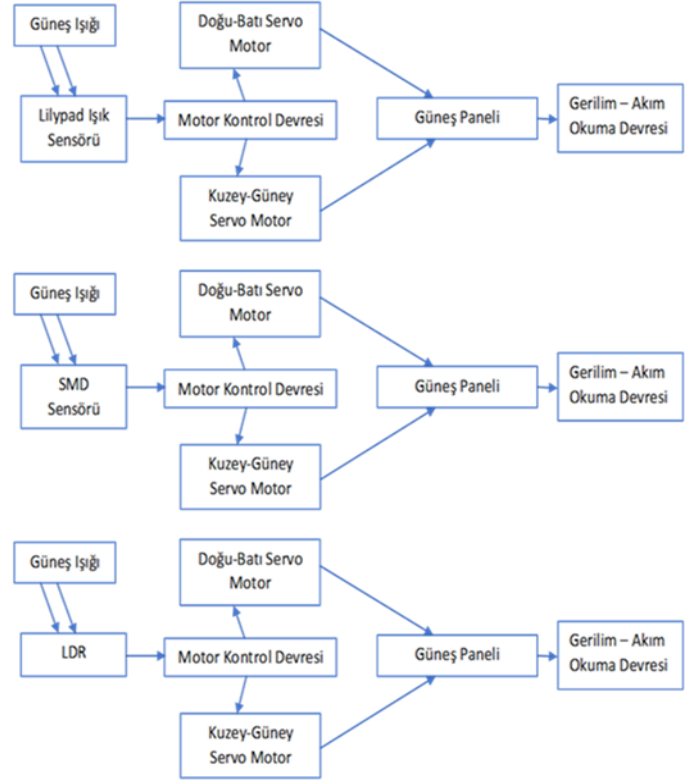 Güneş Işığı
Doğu-Batı Servo
Motor
Lilypad Işık
Sensörü
Motor Kontrol Devresi
Güneş Paneli
Gerilim – Akım
Okuma Devresi
Kuzey-Güney
Servo Motor
Güneş Işığı
Doğu-Batı Servo
Motor
SMD
Sensörü
Motor Kontrol Devresi
Güneş Paneli
Gerilim – Akım
Okuma Devresi
Kuzey-Güney
Servo Motor
Güneş Işığı
Doğu-Batı Servo
Motor
LDR
Motor Kontrol Devresi
Güneş Paneli
Gerilim – Akım
Okuma Devresi
Kuzey-Güney
Servo Motor